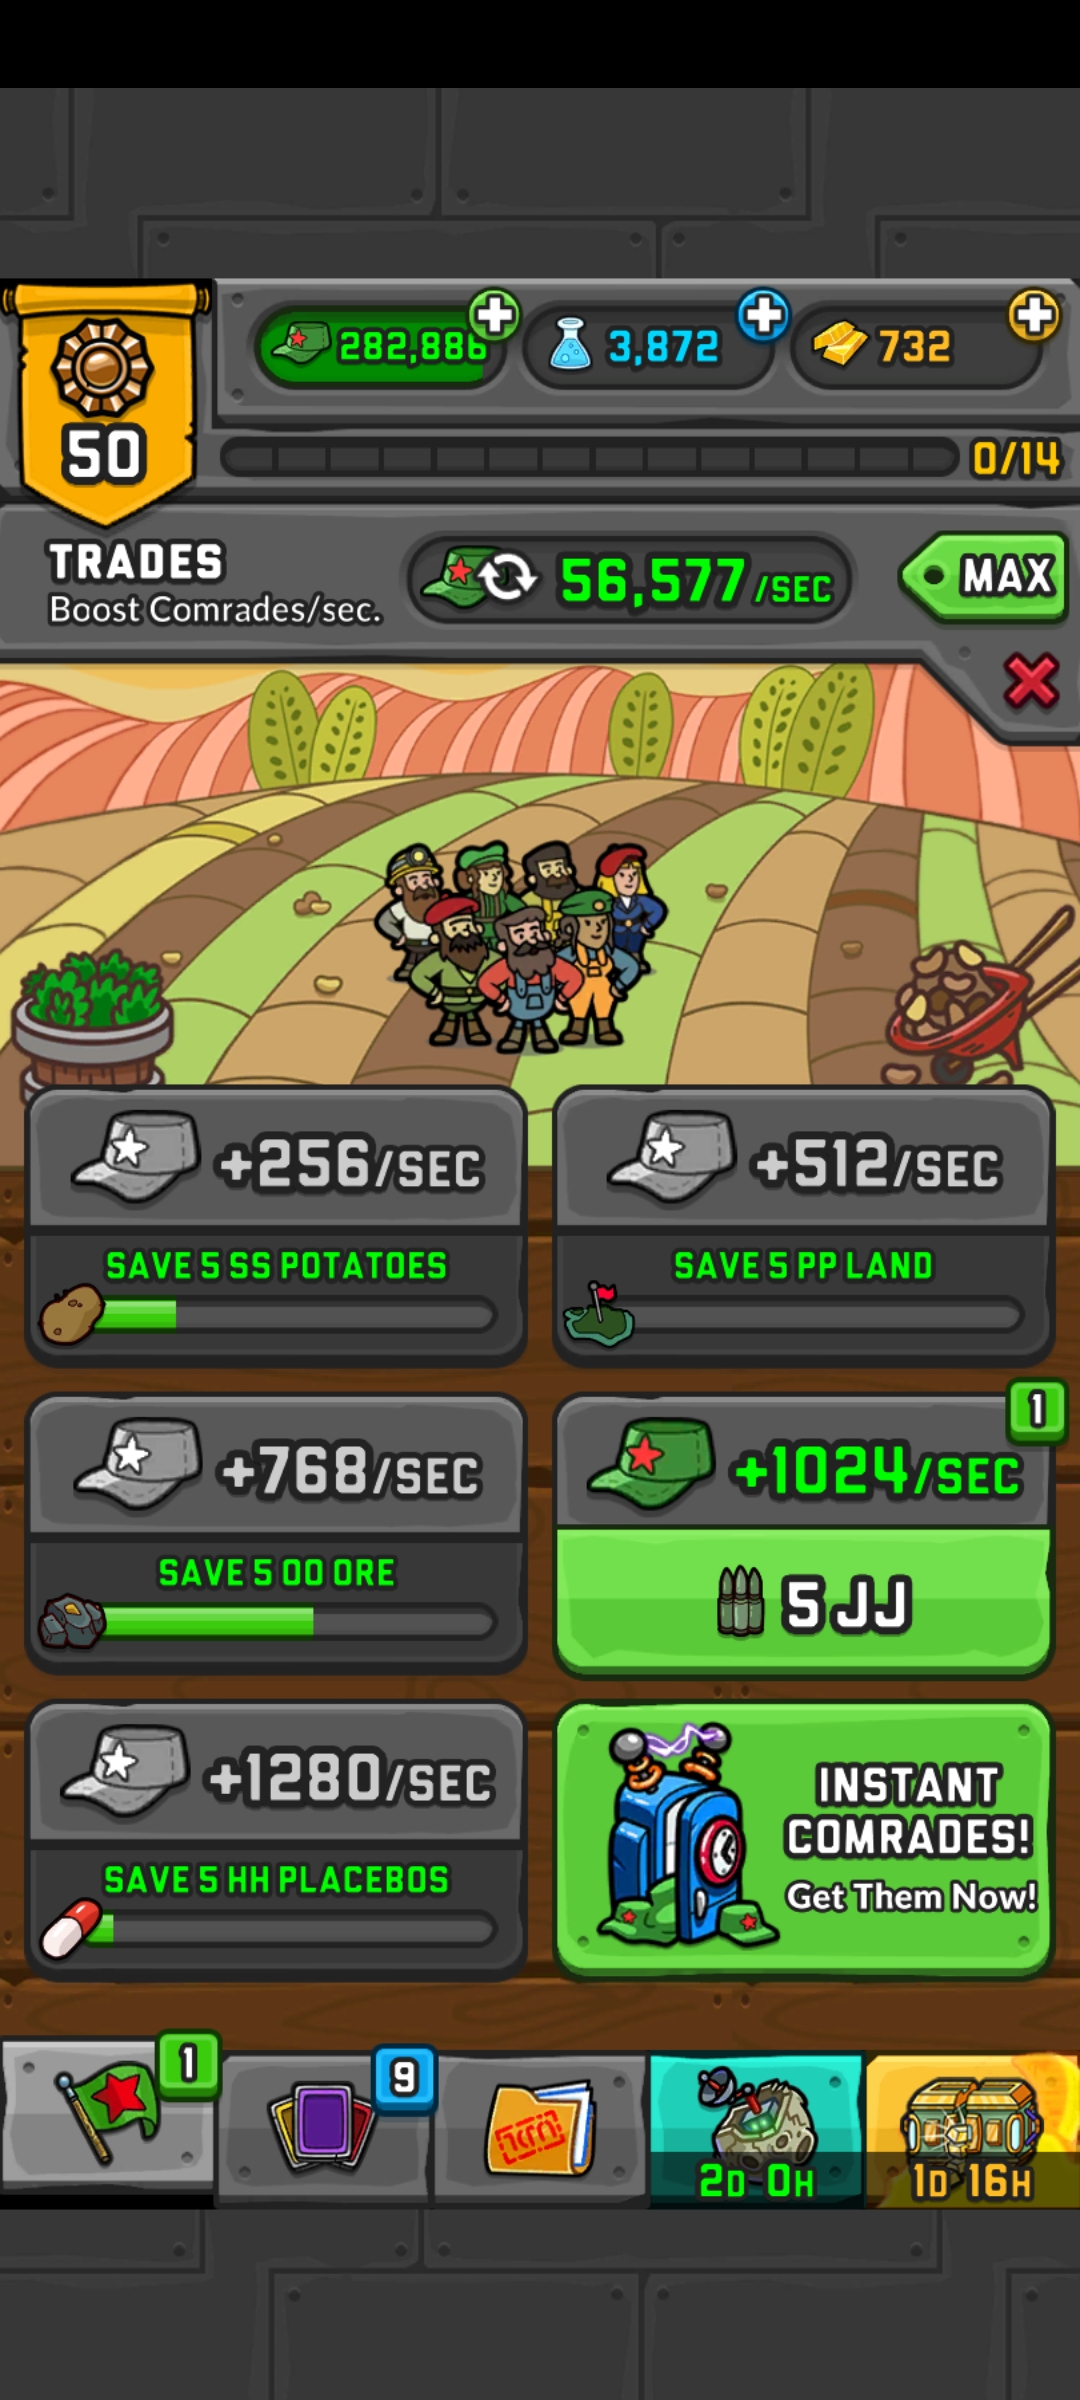 282,886
3,872
732
50
0/14
TRADES
Boost Comrades/sec.
56,577/SEC
MAX
+256/SEC
SAVE 5 SS POTATOES
+512/SEC
SAVE 5 PP LAND
+768/SEC
SAVE 5 OO ORE
1
+1024/SEC
5 JJ
+1280/SEC
SAVE 5 HH PLACEBOS
INSTANT
COMRADES!
Get Them Now!
1
9
2D 0H
1D 16H